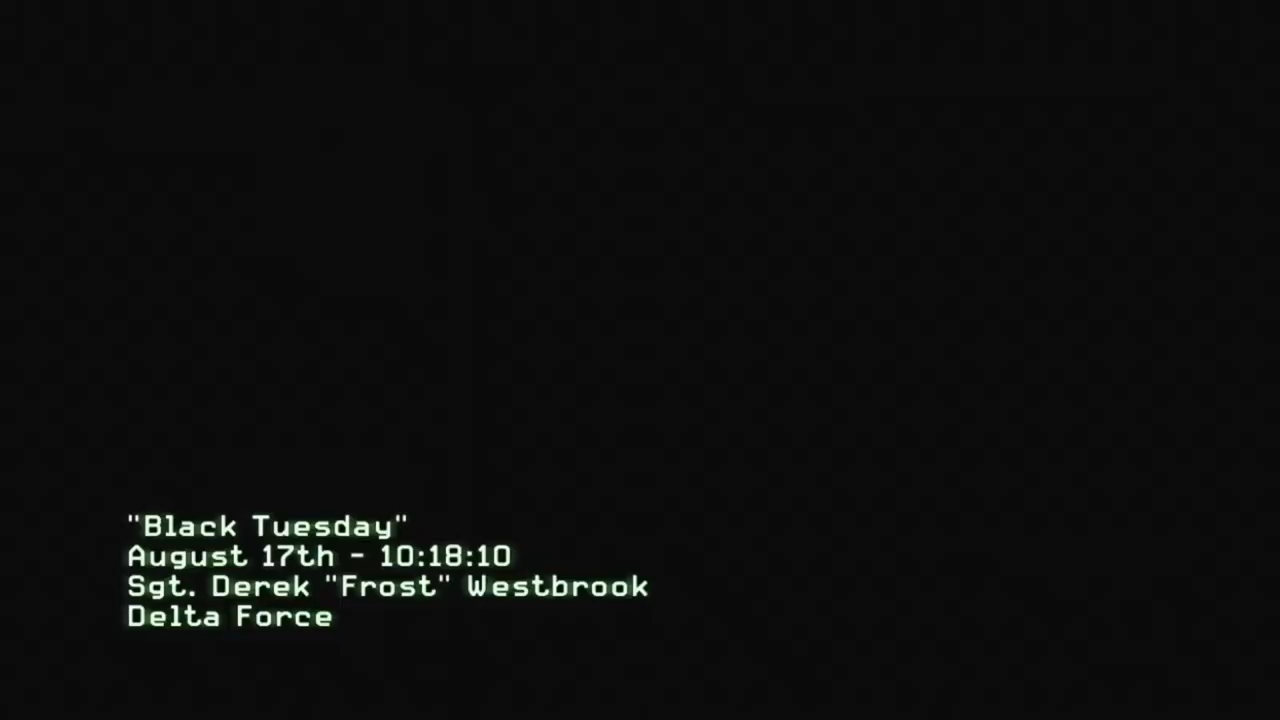 "Black Tuesday"
August 17th - 10:18:10
Sgt. Derek "Frost" Westbrook
Delta Force